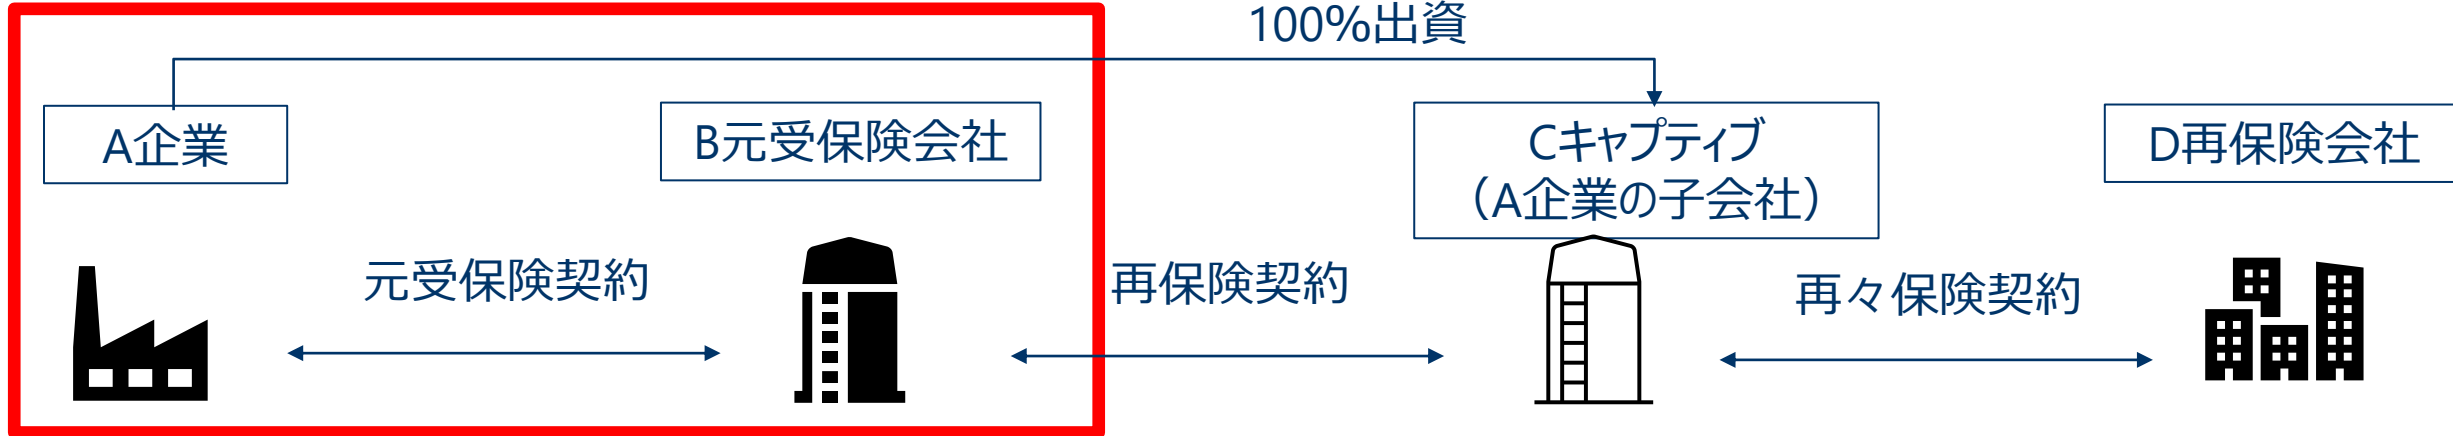 100%出資
A企業
B元受保険会社
Cキャプティブ
（A企業の子会社）
D再保険会社
元受保険契約
再保険契約
再々保険契約